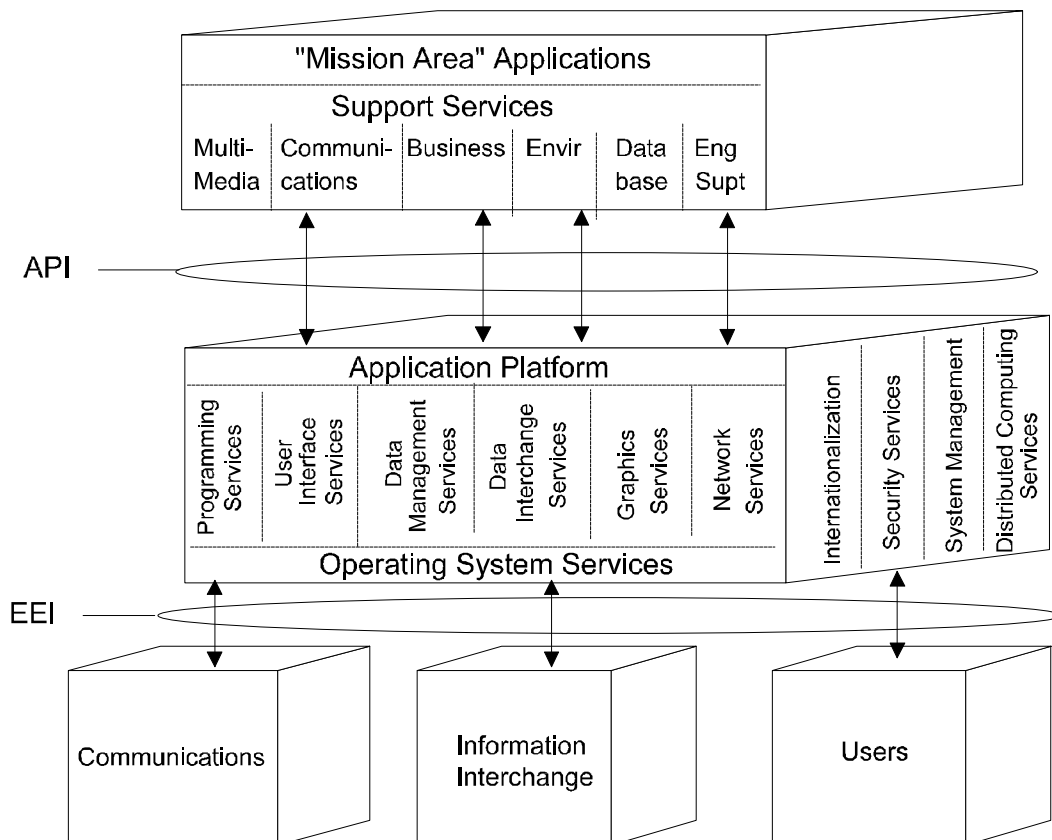 "Mission Area" Applications
Support Services
Multi-
Media
Communi-
cations
Business
Envir
Data
base
Eng
Supt
API
Application Platform
Programming
Services
User
Interface
Services
Data
Management
Services
Data
Interchange
Services
Graphics
Services
Network
Services
Internationalization
Security Services
System Management
Distributed Computing
Services
Operating System Services
EEI
Communications
Information
Interchange
Users